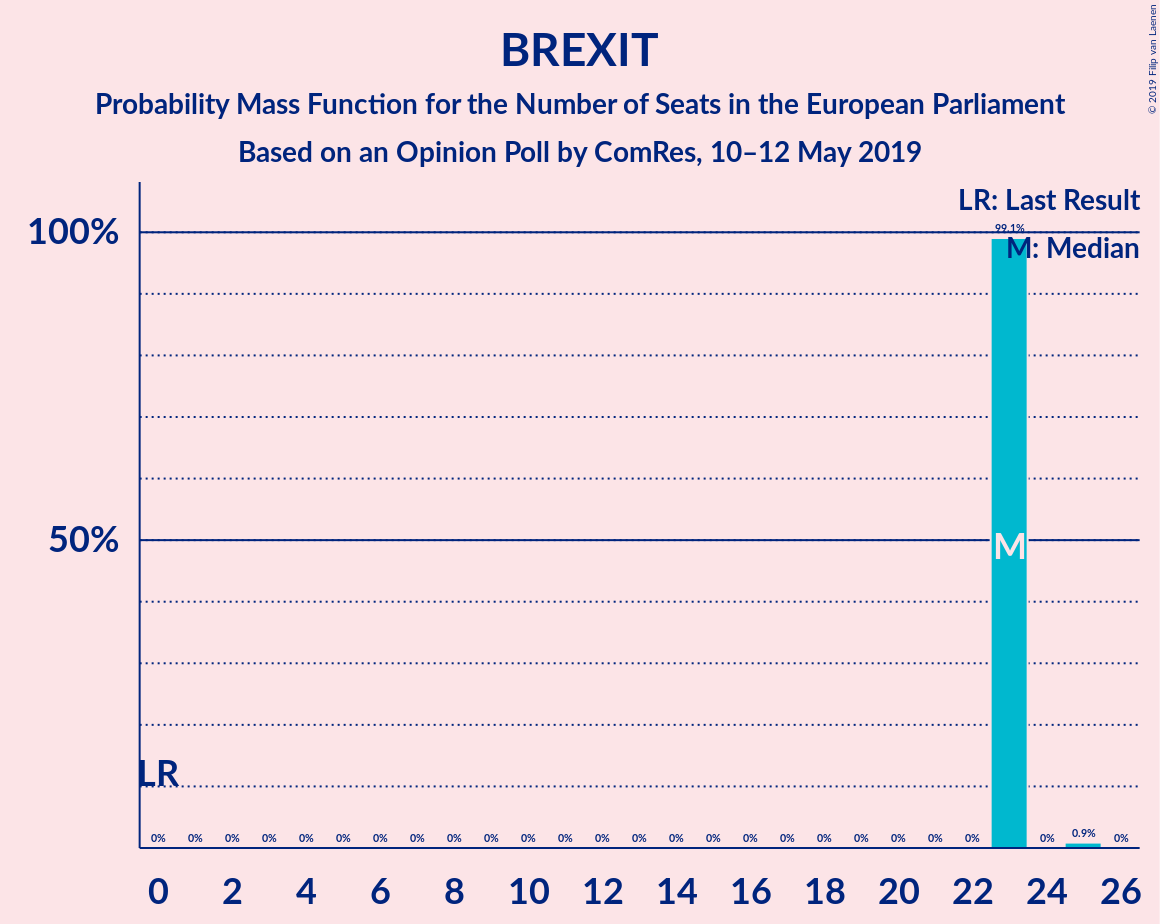 BREXIT
Probability Mass Function for the Number of Seats in the European Parliament
Based on an Opinion Poll by ComRes, 10–12 May 2019
© 2019 Filip van Laenen
LR: Last Result
M: Median
100%
50%
99.1%
M
LR
0% 0% 0% 0% 0% 0% 0% 0% 0% 0% 0% 0% 0% 0% 0% 0% 0% 0% 0% 0% 0% 0% 0% 0% 0.9% 0%
0 2 4 6 8 10 12 14 16 18 20 22 24 26